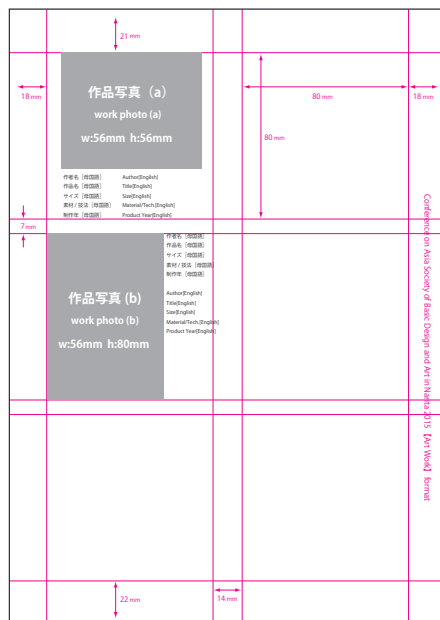 21 mm
作品写真（a）
work photo (a)
w:56mm  h:56mm
18 mm
80 mm
18 mm
80 mm
作者名［母国語］ Author[English]
作品名［母国語］ Title[English]
サイズ［母国語］ Size[English]
素材 / 技法［母国語］ Material/Tech.[English]
制作年［母国語］ Product Year[English]
7 mm
作品写真 (b)
work photo (b)
w:56mm  h:80mm
作者名［母国語］
作品名［母国語］
サイズ［母国語］
素材 / 技法［母国語］
制作年［母国語］
Author[English]
Title[English]
Size[English]
Material/Tech.[English]
Product Year[English]
Conference on Asia Society of Basic Design and Art in Narita 2015【Art Work】format
22 mm
14 mm